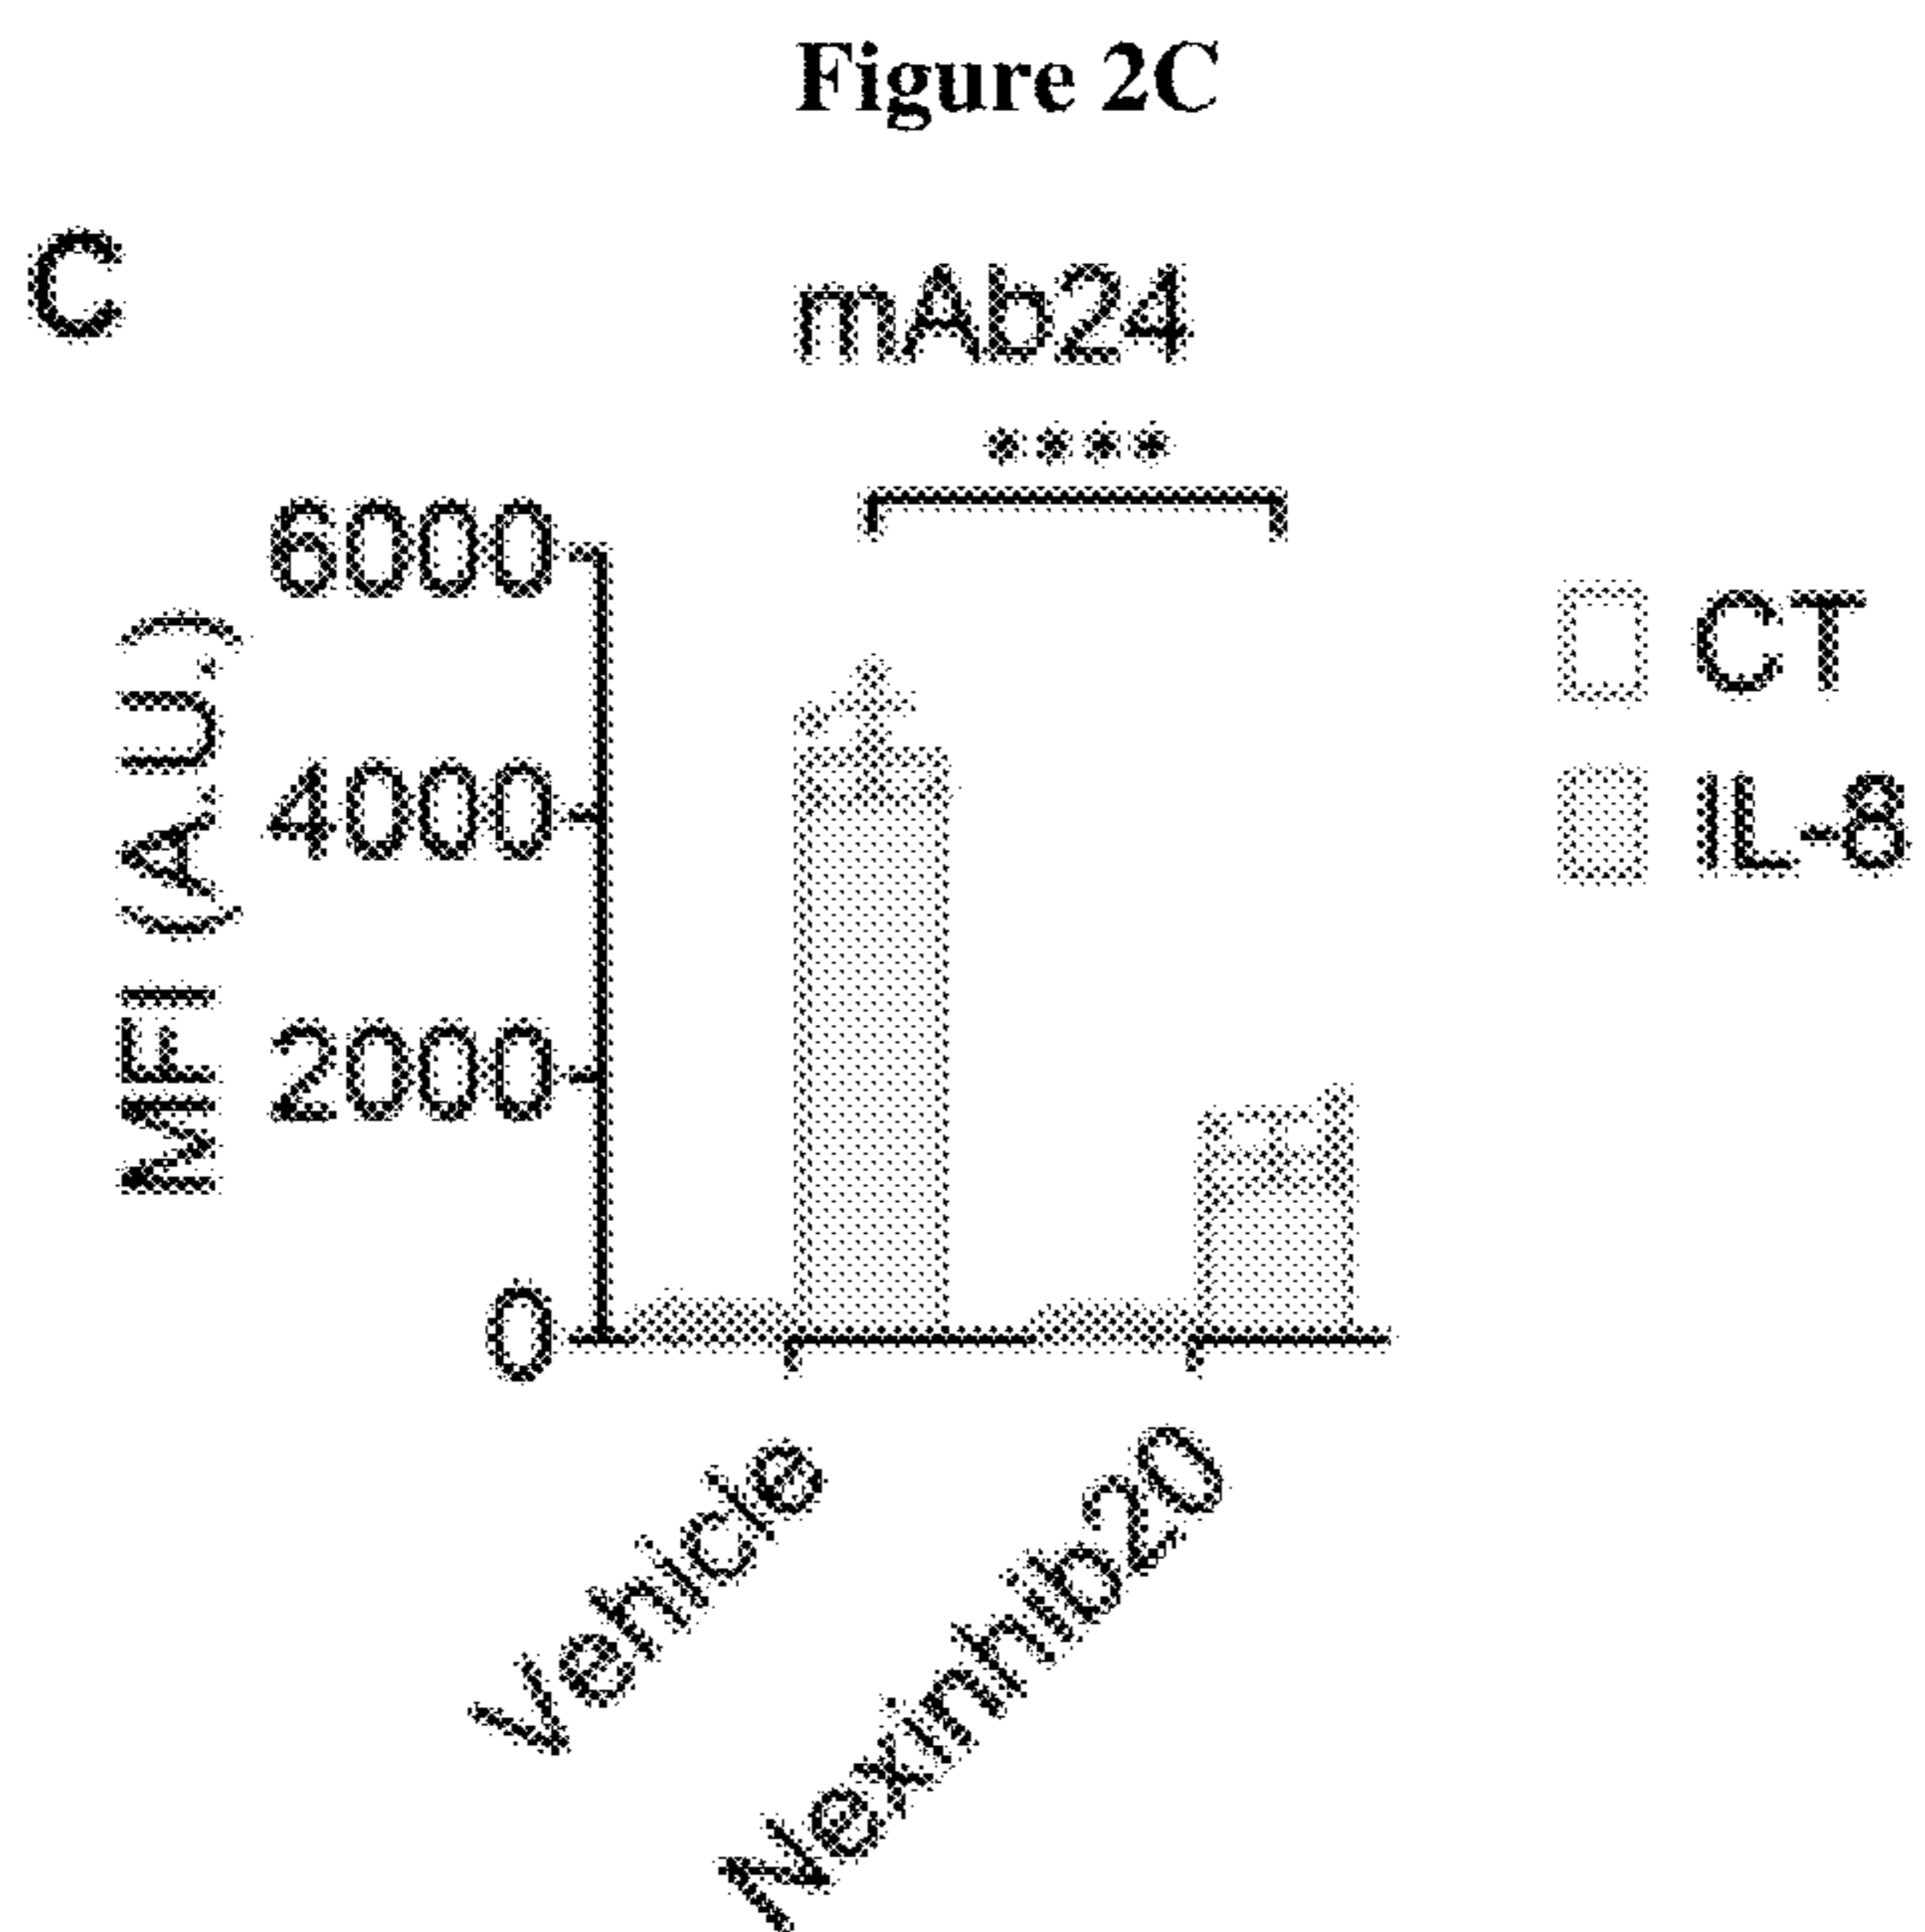 Figure 2C
C
mAb24
****
6000
4000
2000
0
MFI (A.U.)
CT
IL-8
Vehicle
Nexinhib20